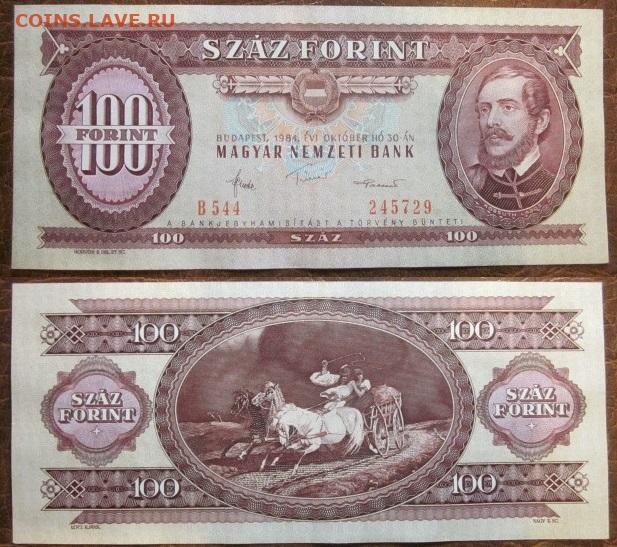 COINS.LAVE.RU
SZÁZ FORINT
100
FORINT
BUDAPEST, 1984. ÉVI OKTÓBER HÓ 30-ÁN
MAGYAR NEMZETI BANK
B 544 245729
A BANKJEGYHAMISÍTÁST A TÖRVÉNY BÜNTETI
100 SZÁZ 100
100 100
SZÁZ
FORINT
SZÁZ
FORINT
100 100